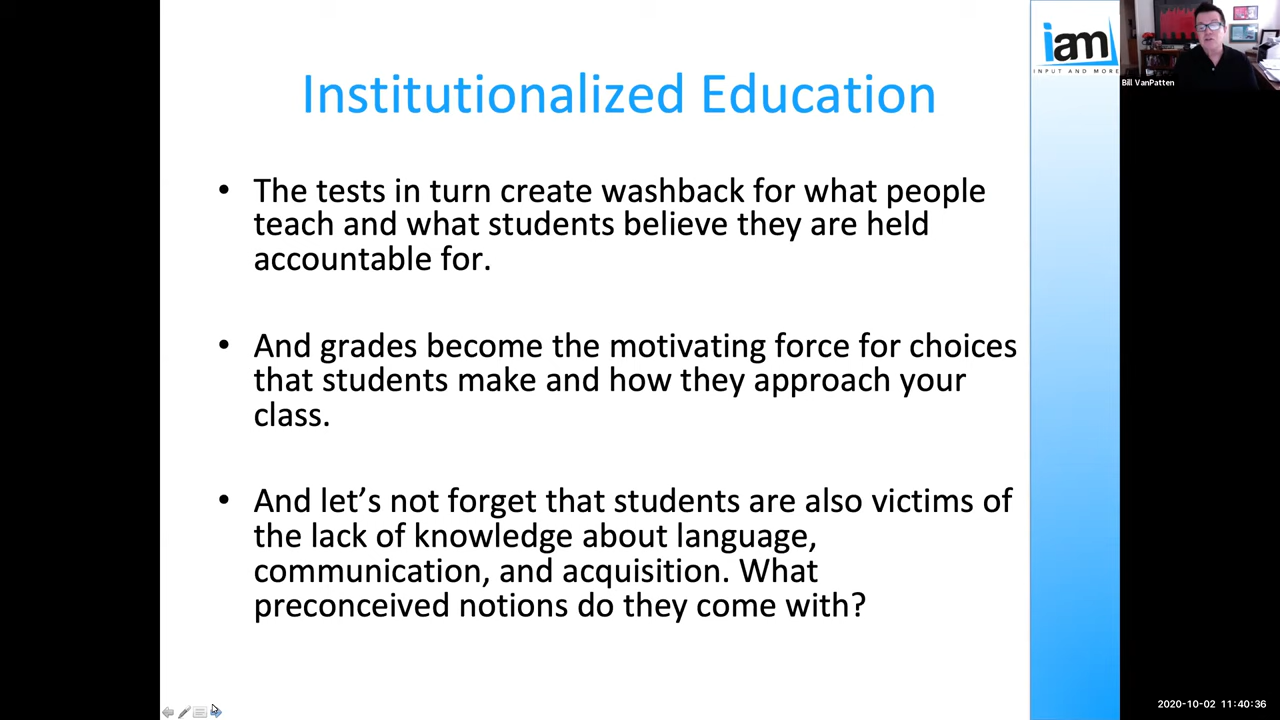 Institutionalized Education
• The tests in turn create washback for what people
teach and what students believe they are held
accountable for.
• And grades become the motivating force for choices
that students make and how they approach your
class.
• And let’s not forget that students are also victims of
the lack of knowledge about language,
communication, and acquisition. What
preconceived notions do they come with?
iam
INPUT AND MORE
Bill VanPatten
2020-10-02 11:40:36